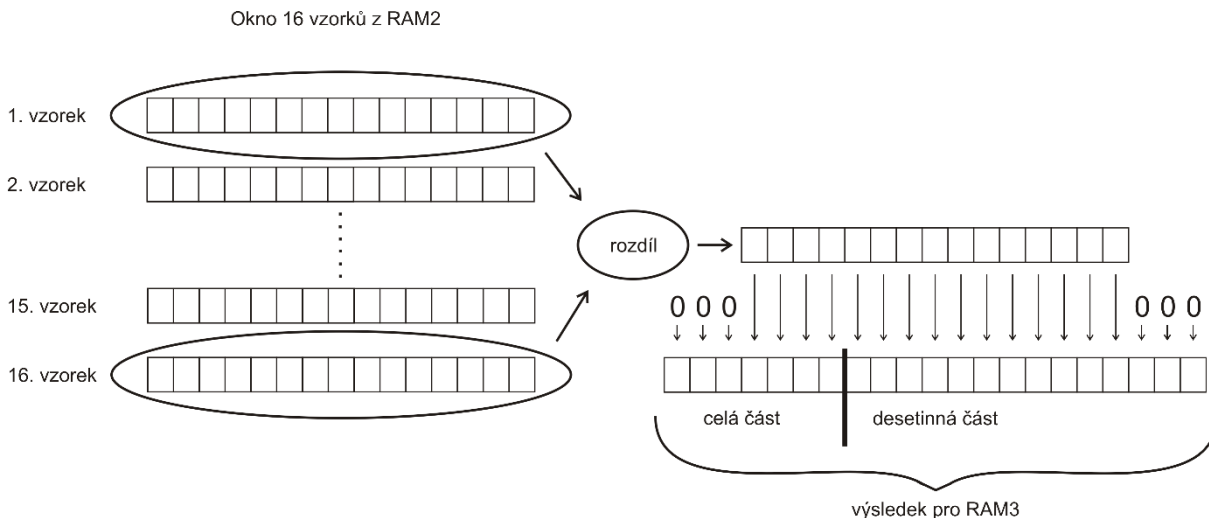 Okno 16 vzorků z RAM2
1. vzorek
2. vzorek
rozdíl
15. vzorek
0 0 0
0 0 0
16. vzorek
celá část
desetinná část
výsledek pro RAM3